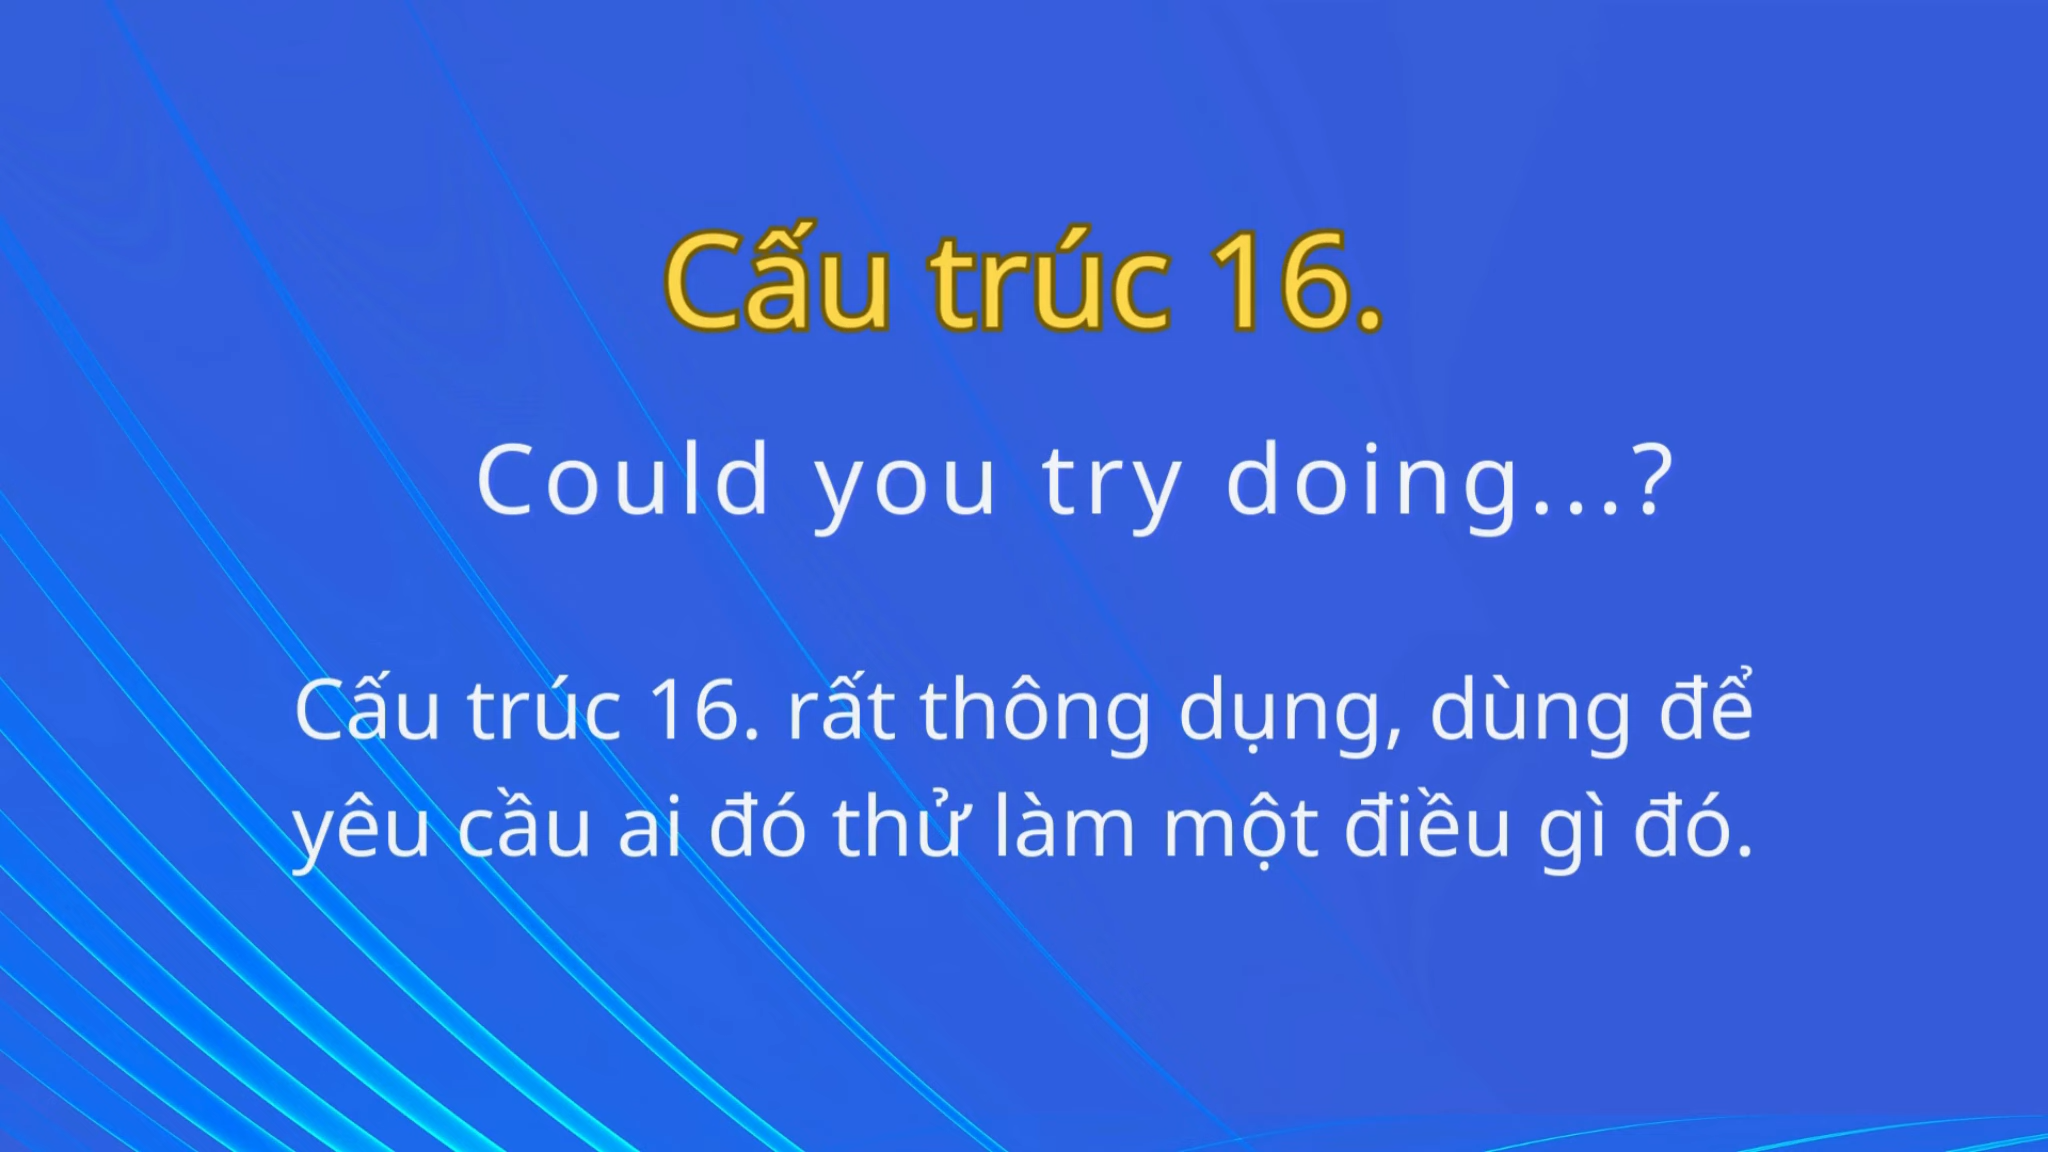 Cấu trúc 16.
Could you try doing...?
Cấu trúc 16. rất thông dụng, dùng để
yêu cầu ai đó thử làm một điều gì đó.